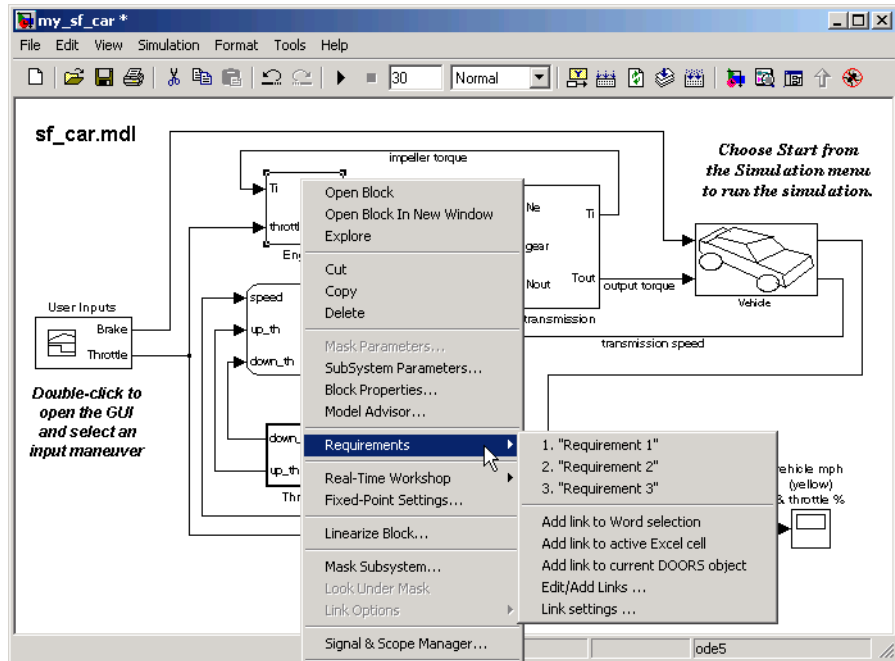 my_sf_car *
File Edit View Simulation Format Tools Help
30 Normal
sf_car.mdl
Choose Start from
the Simulation menu
to run the simulation.
impeller torque
Ti
throttl
Eng
Ne
gear
Nout
Ti
Tout
transmission
output torque
Vehicle
transmission speed
User Inputs
Brake
Throttle
Double-click to
open the GUI
and select an
input maneuver
speed
up_th
down_th
down_
up_th
Thr
vehicle mph
(yellow)
& throttle %
Open Block
Open Block In New Window
Explore
Cut
Copy
Delete
Mask Parameters...
SubSystem Parameters...
Block Properties...
Model Advisor...
Requirements
Real-Time Workshop
Fixed-Point Settings...
Linearize Block...
Mask Subsystem...
Look Under Mask
Link Options
Signal & Scope Manager...
1. "Requirement 1"
2. "Requirement 2"
3. "Requirement 3"
Add link to Word selection
Add link to active Excel cell
Add link to current DOORS object
Edit/Add Links ...
Link settings ...
ode5